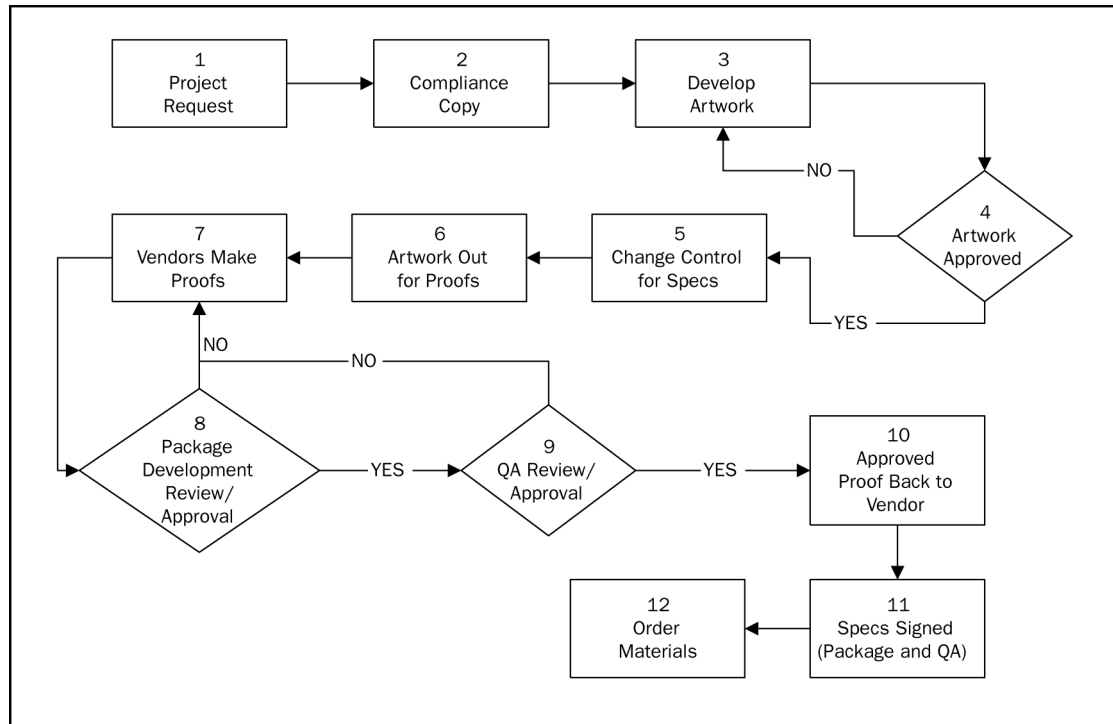 1
Project
Request
2
Compliance
Copy
3
Develop
Artwork
NO
4
Artwork
Approved
7
Vendors Make
Proofs
6
Artwork Out
for Proofs
5
Change Control
for Specs
YES
NO
NO
8
Package
Development
Review/
Approval
YES
9
QA Review/
Approval
YES
10
Approved
Proof Back to
Vendor
12
Order
Materials
11
Specs Signed
(Package and QA)